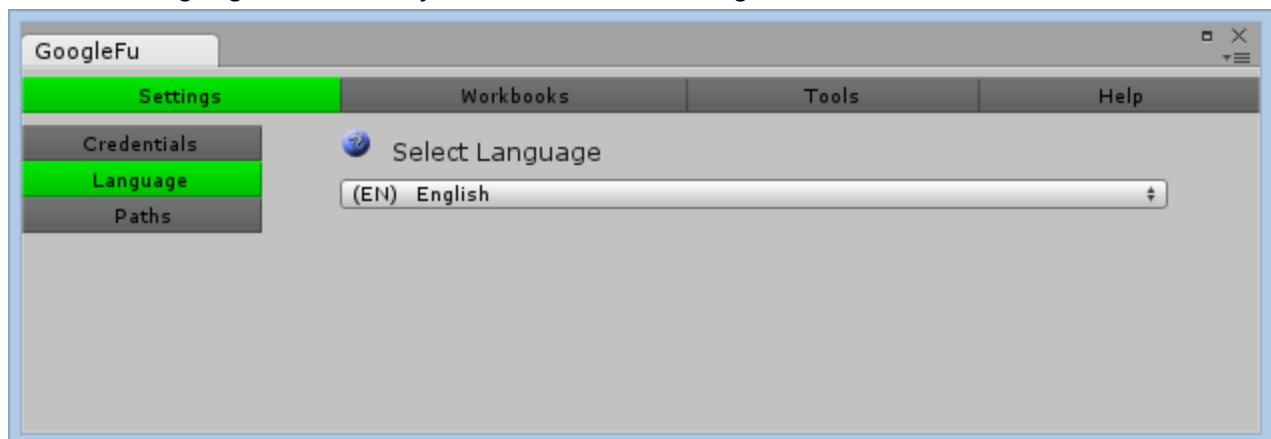 GoogleFu
Settings Workbooks Tools Help
Credentials
Language
Paths
Select Language
(EN) English